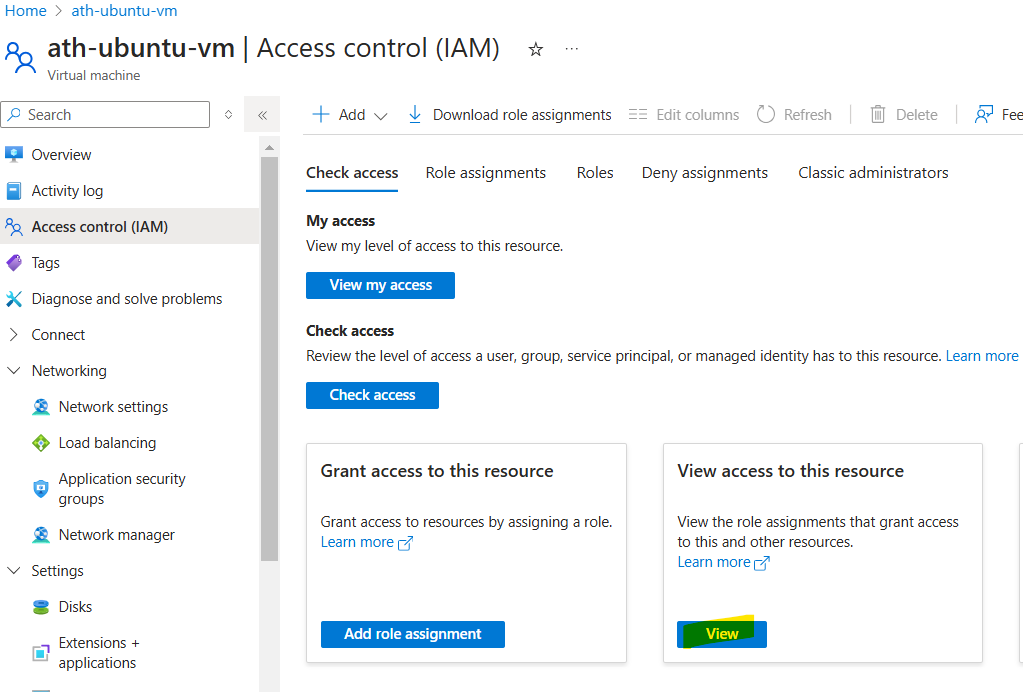 Home > ath-ubuntu-vm
ath-ubuntu-vm | Access control (IAM)
Virtual machine
Search
Overview
Activity log
Access control (IAM)
Tags
Diagnose and solve problems
Connect
Networking
Network settings
Load balancing
Application security
groups
Network manager
Settings
Disks
Extensions +
applications
Add
Download role assignments
Edit columns
Refresh
Delete
Fee
Check access
Role assignments
Roles
Deny assignments
Classic administrators
My access
View my level of access to this resource.
View my access
Check access
Review the level of access a user, group, service principal, or managed identity has to this resource. Learn more
Check access
Grant access to this resource
Grant access to resources by assigning a role.
Learn more
Add role assignment
View access to this resource
View the role assignments that grant access
to this and other resources.
Learn more
View